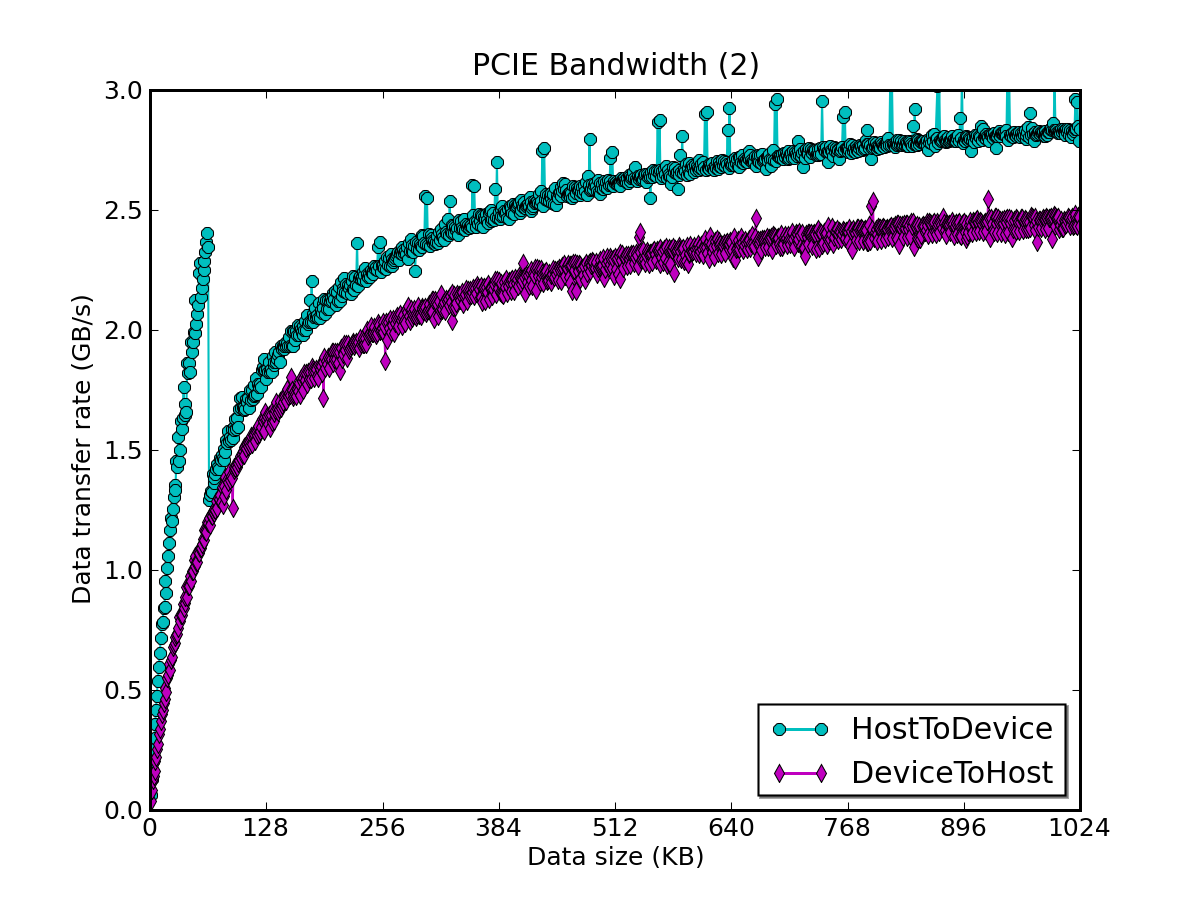 PCIE Bandwidth (2)
3.0
2.5
2.0
1.5
1.0
0.5
0.0
Data transfer rate (GB/s)
HostToDevice
DeviceToHost
0 128 256 384 512 640 768 896 1024
Data size (KB)